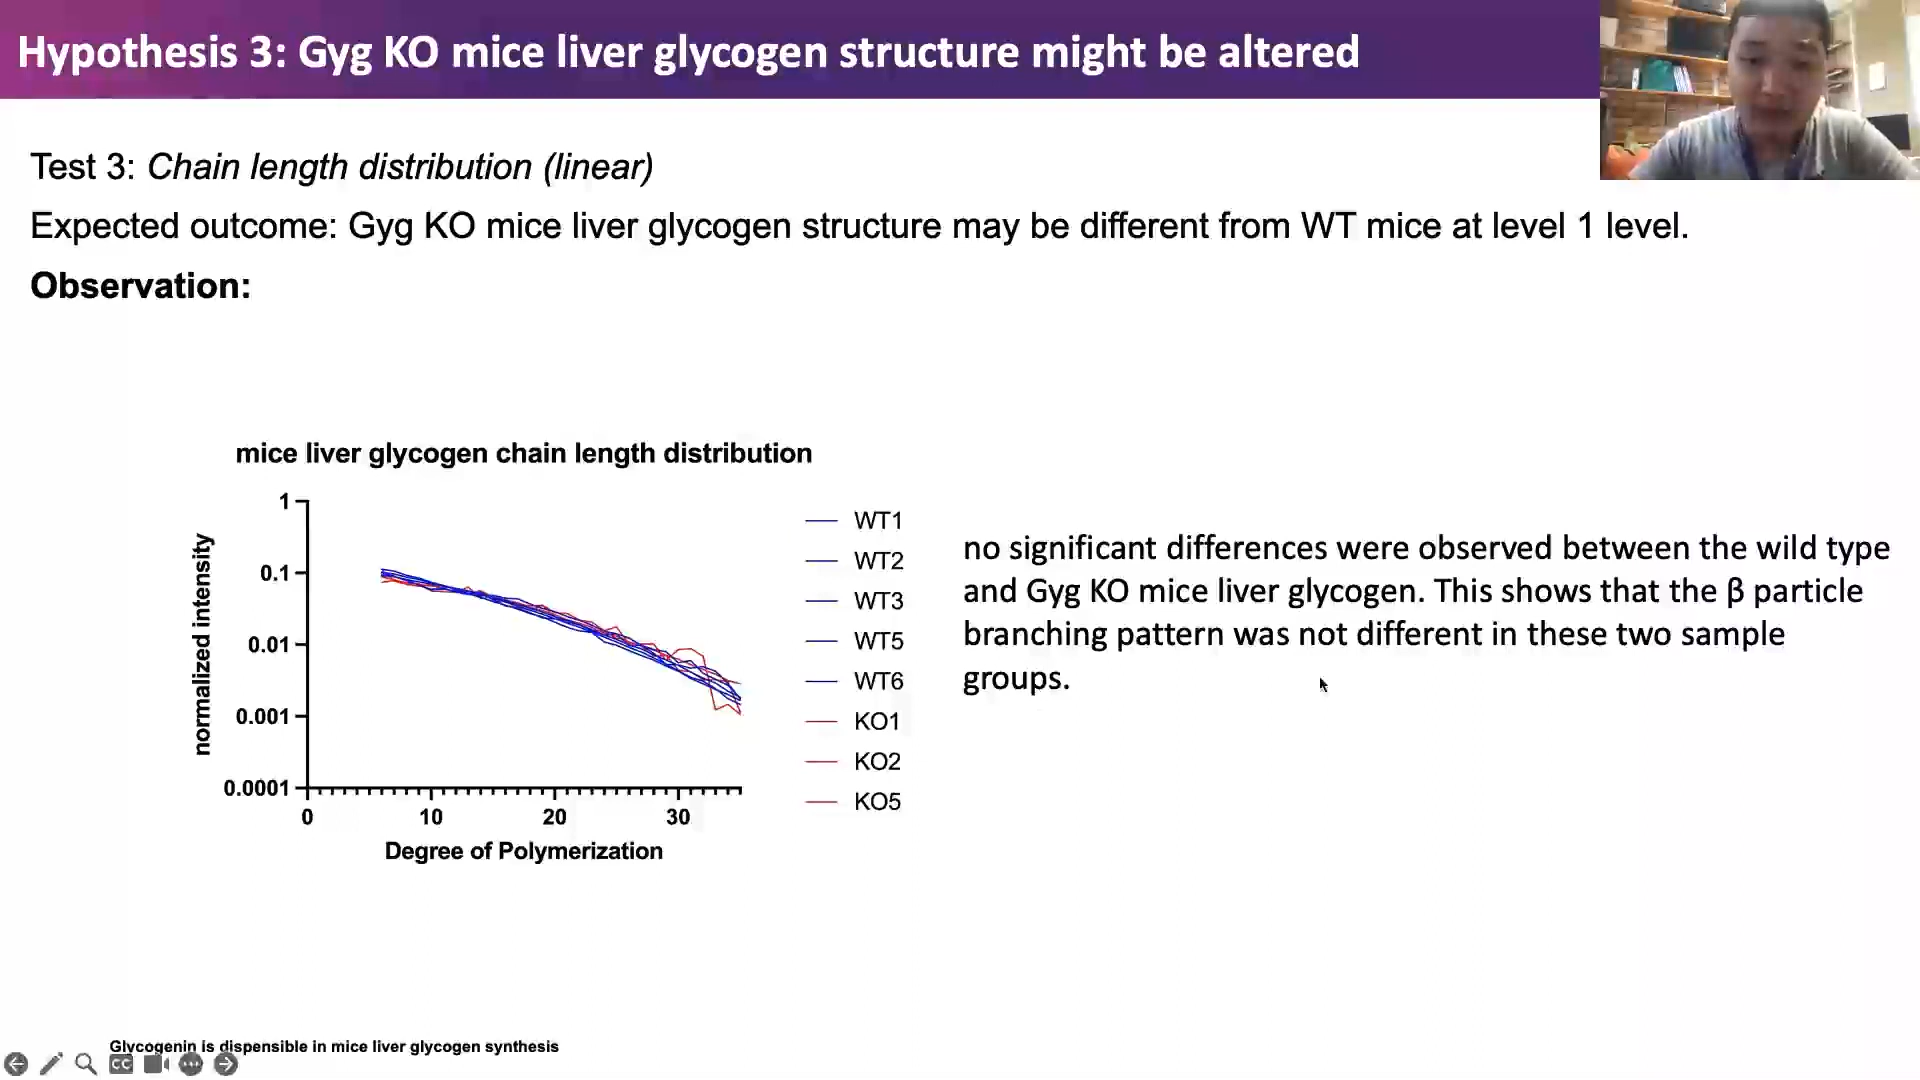 Hypothesis 3: Gyg KO mice liver glycogen structure might be altered
Test 3: Chain length distribution (linear)
Expected outcome: Gyg KO mice liver glycogen structure may be different from WT mice at level 1 level.
Observation:
mice liver glycogen chain length distribution
1
0.1
0.01
0.001
0.0001
normalized intensity
0 10 20 30
Degree of Polymerization
WT1
WT2
WT3
WT5
WT6
KO1
KO2
KO5
no significant differences were observed between the wild type
and Gyg KO mice liver glycogen. This shows that the β particle
branching pattern was not different in these two sample
groups.
Glycogenin is dispensible in mice liver glycogen synthesis
CC